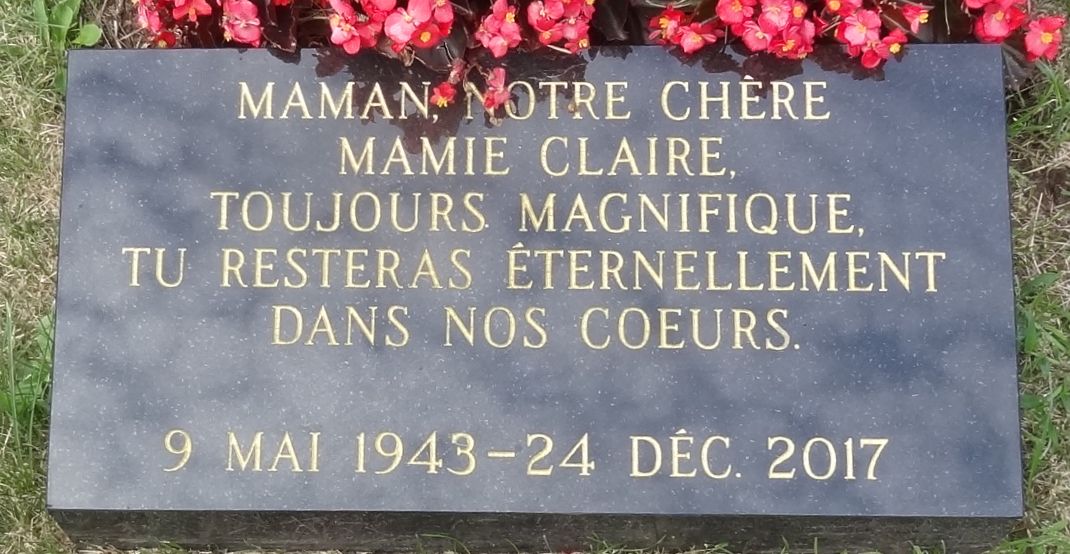 MAMAN, NOTRE CHÈRE
MAMIE CLAIRE,
TOUJOURS MAGNIFIQUE,
TU RESTERAS ÉTERNELLEMENT
DANS NOS COEURS.
9 MAI 1943–24 DÉC. 2017